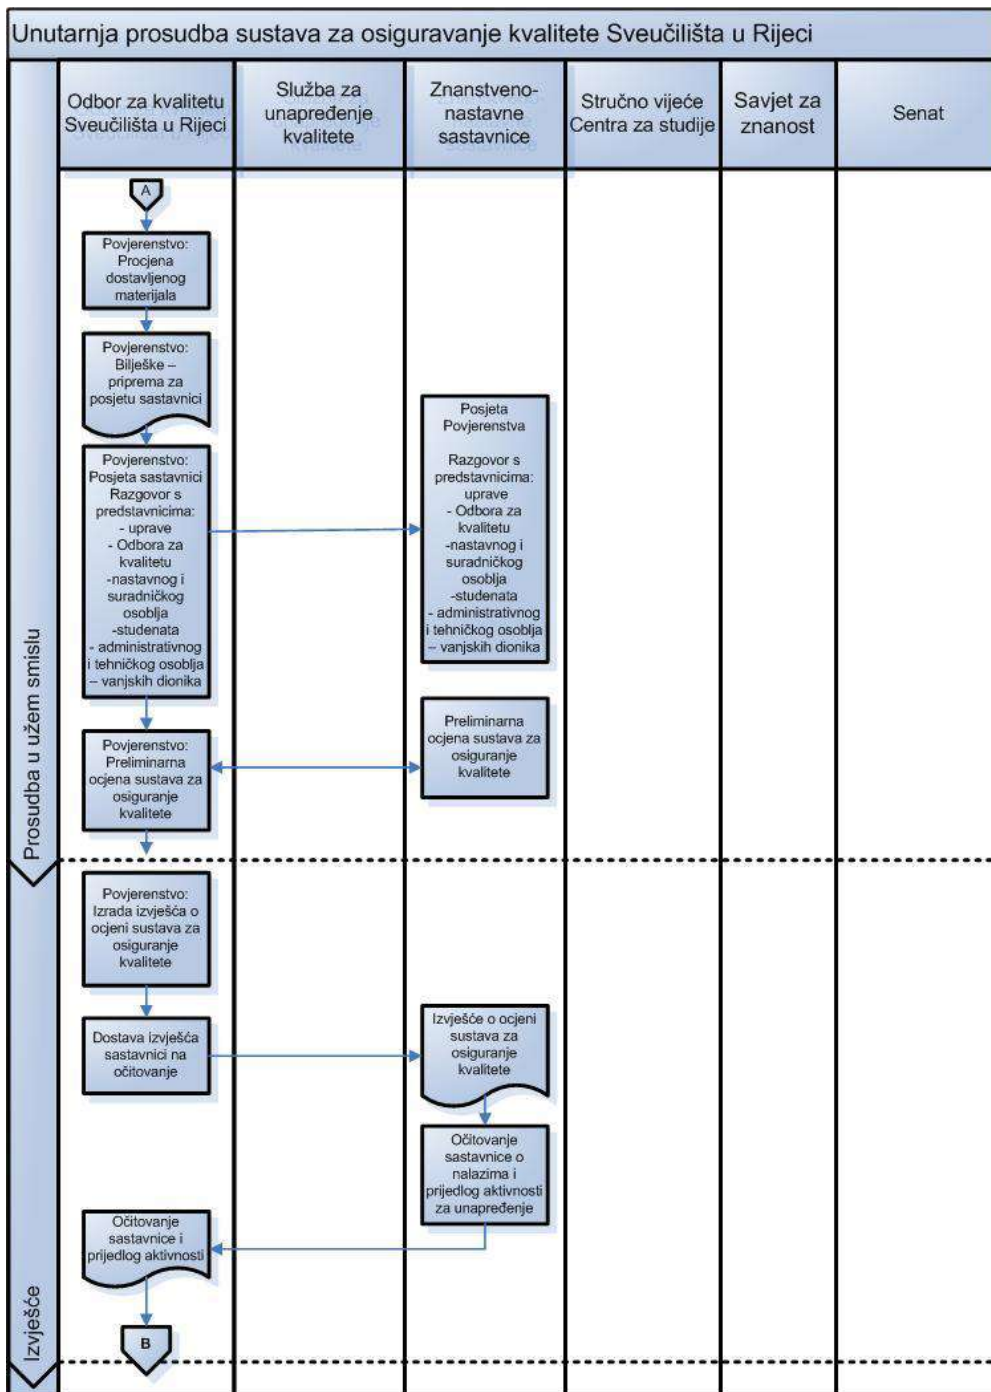 Unutarnja prosudba sustava za osiguravanje kvalitete Sveučilišta u Rijeci
Odbor za kvalitetu
Sveučilišta u Rijeci
Služba za
unapređenje
kvalitete
Znanstveno-
nastavne
sastavnice
Stručno vijeće
Centra za studije
Savjet za
znanost
Senat
Prosudba u užem smislu
A
Povjerenstvo:
Procjena
dostavljenog
materijala
Povjerenstvo:
Bilješke –
priprema za
posjetu sastavnici
Povjerenstvo:
Posjeta sastavnici
Razgovor s
predstavnicima:
- uprave
- Odbora za
kvalitetu
-nastavnog i
suradničkog
osoblja
-studenata
- administrativnog
i tehničkog osoblja
– vanjskih dionika
Posjeta
Povjerenstva
Razgovor s
predstavnicima:
uprave
- Odbora za
kvalitetu
-nastavnog i
suradničkog
osoblja
-studenata
- administrativnog
i tehničkog osoblja
– vanjskih dionika
Povjerenstvo:
Preliminarna
ocjena sustava za
osiguranje
kvalitete
Preliminarna
ocjena sustava za
osiguranje
kvalitete
Izvješće
Povjerenstvo:
Izrada izvješća o
ocjeni sustava za
osiguranje
kvalitete
Dostava izvješća
sastavnici na
očitovanje
Izvješće o ocjeni
sustava za
osiguranje
kvalitete
Očitovanje
sastavnice o
nalazima i
prijedlog aktivnosti
za unapređenje
Očitovanje
sastavnice i
prijedlog aktivnosti
B